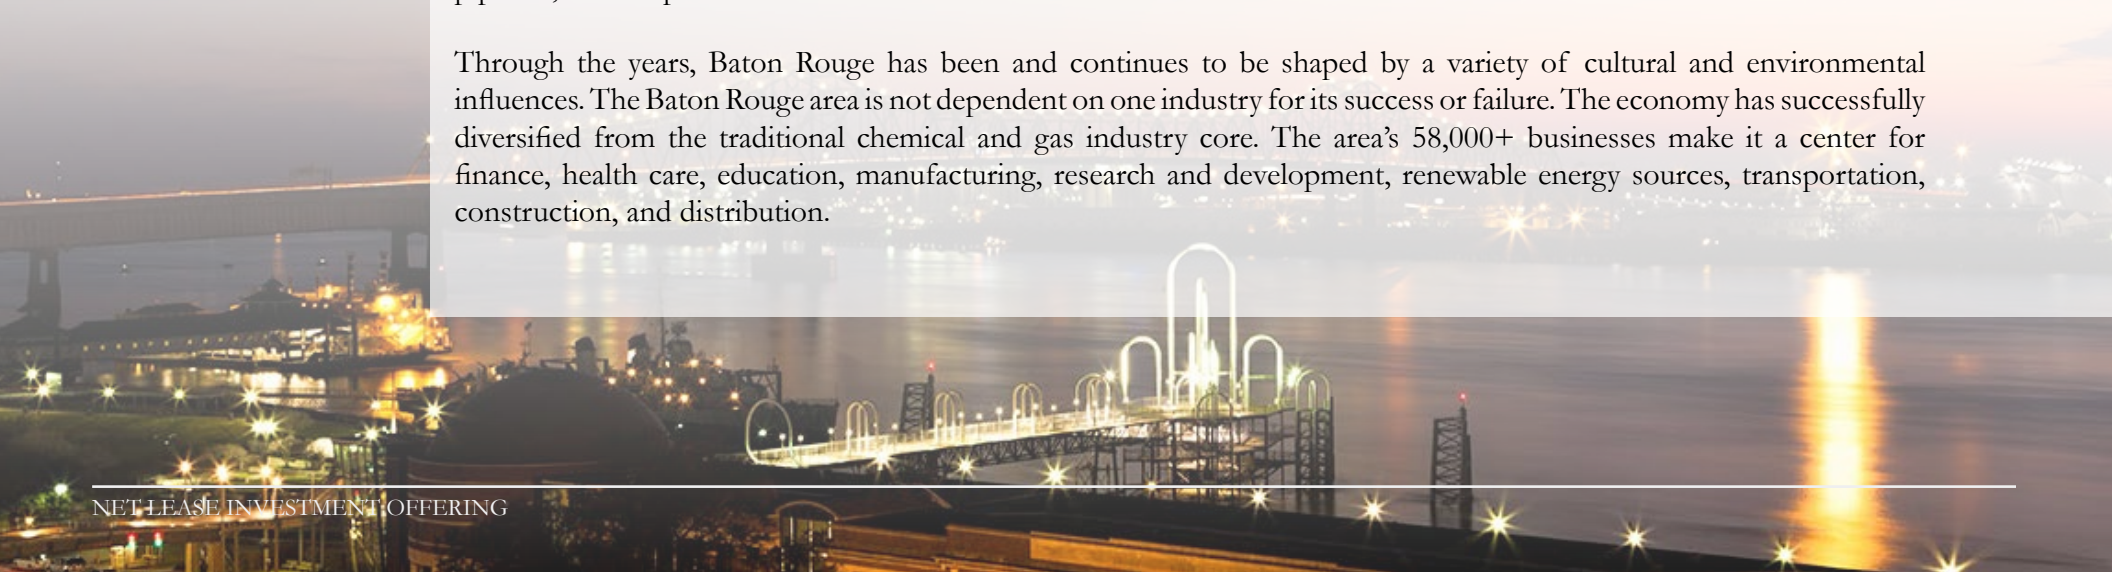 Through the years, Baton Rouge has been and continues to be shaped by a variety of cultural and environmental
influences. The Baton Rouge area is not dependent on one industry for its success or failure. The economy has successfully
diversified from the traditional chemical and gas industry core. The area’s 58,000+ businesses make it a center for
finance, health care, education, manufacturing, research and development, renewable energy sources, transportation,
construction, and distribution.
NET LEASE INVESTMENT OFFERING